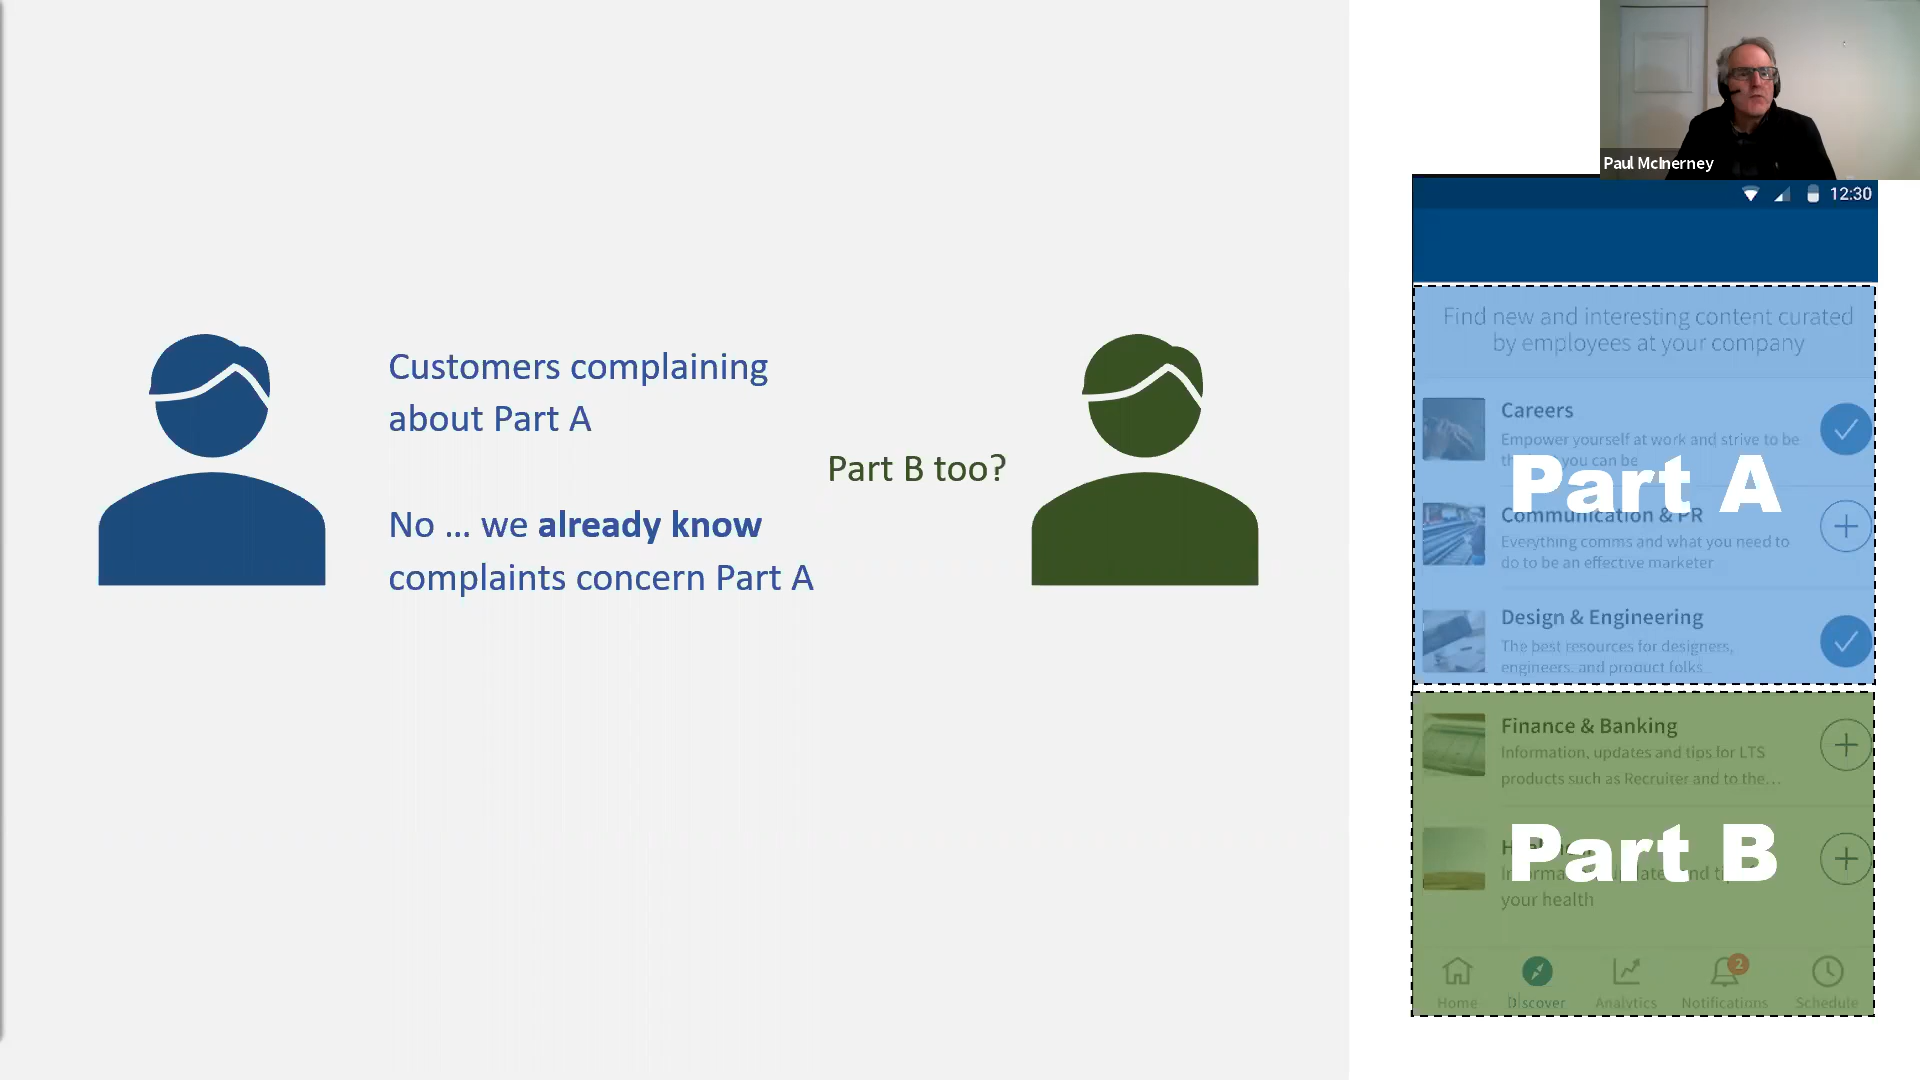 Paul McInerney
Customers complaining
about Part A
Part B too?
No ... we already know
complaints concern Part A
12:30
Find new and interesting content curated
by employees at your company
Careers
Empower yourself at work and strive to be
you can be
Part A
Communication & PR
Everything comms and what you need to
do to be an effective marketer
Design & Engineering
The best resources for designers,
engineers, and product folks
Finance & Banking
Information, updates and tips for LTS
products such as Recruiter and to the...
Part B
your health
2
Home
Discover
Analytics
Notifications
Schedule